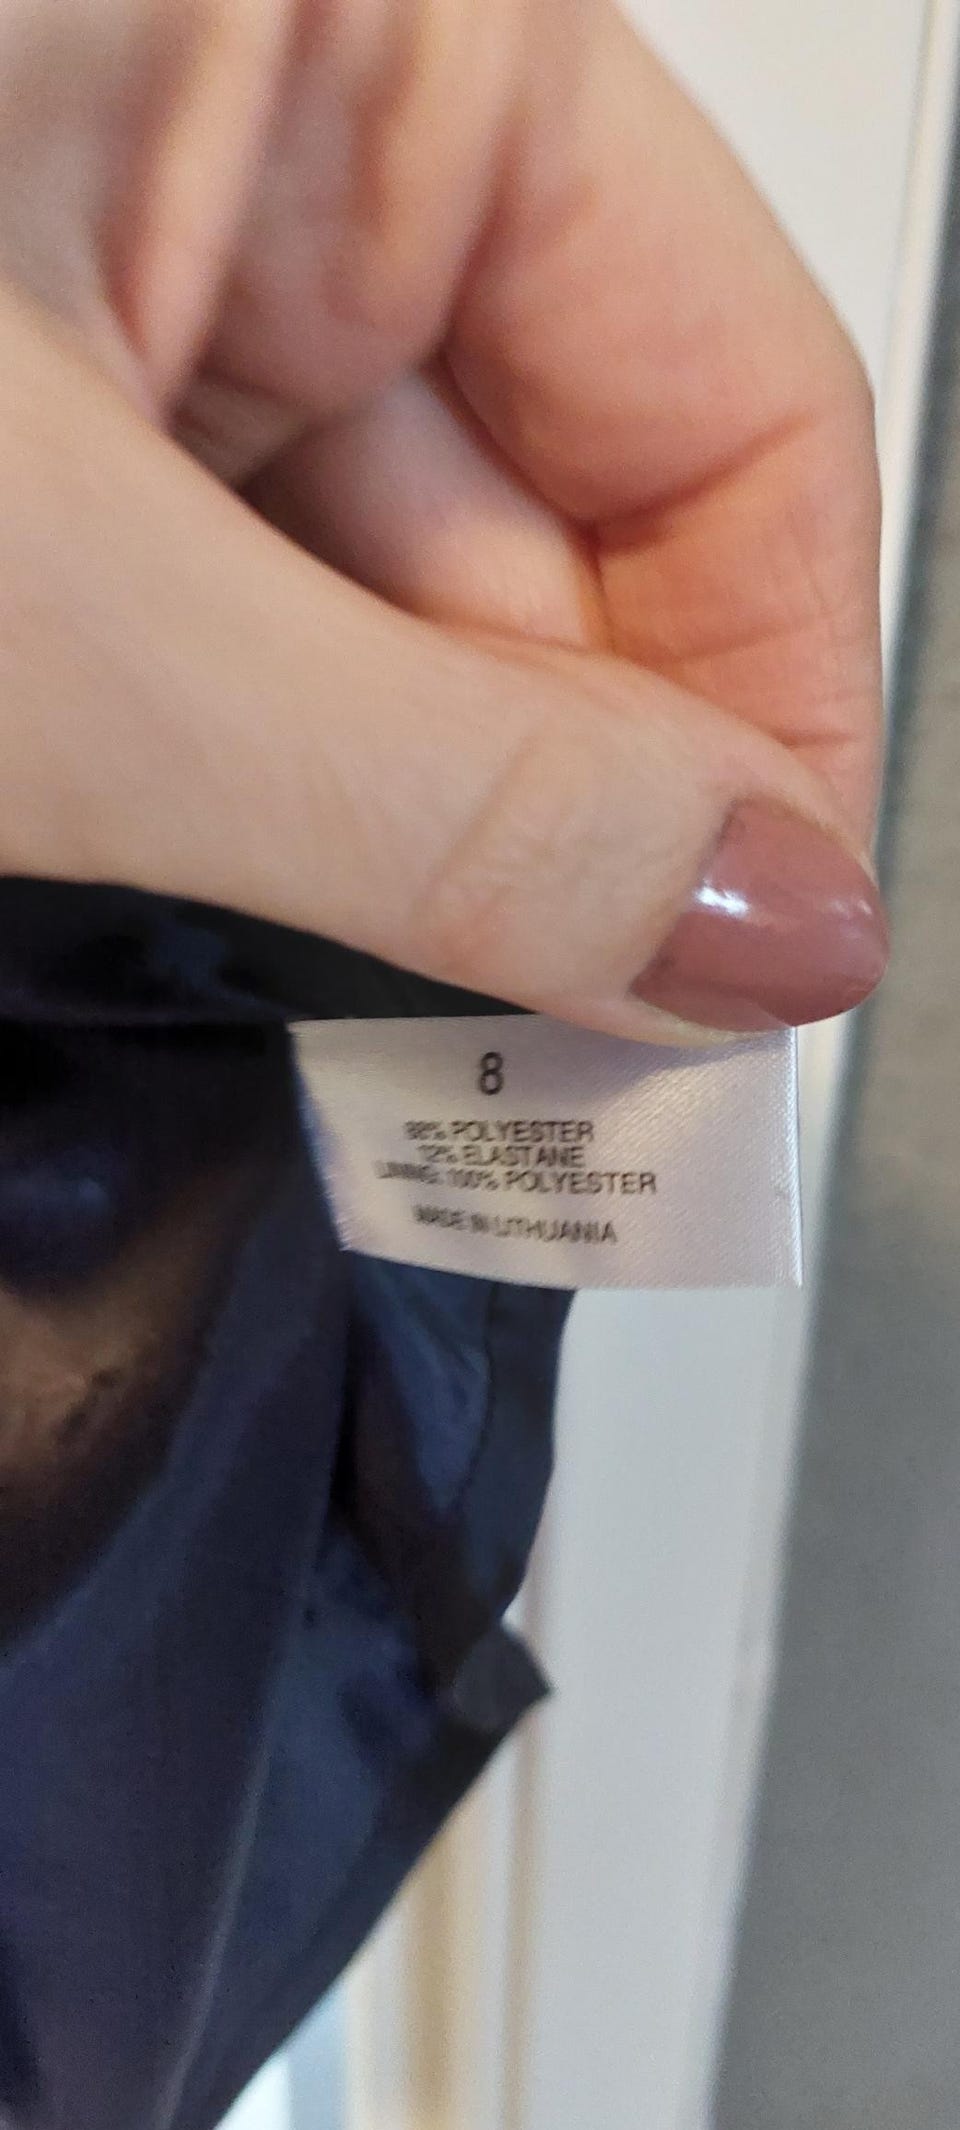 8
88% POLYESTER
12% ELASTANE
LINING: 100% POLYESTER
MADE IN LITHUANIA